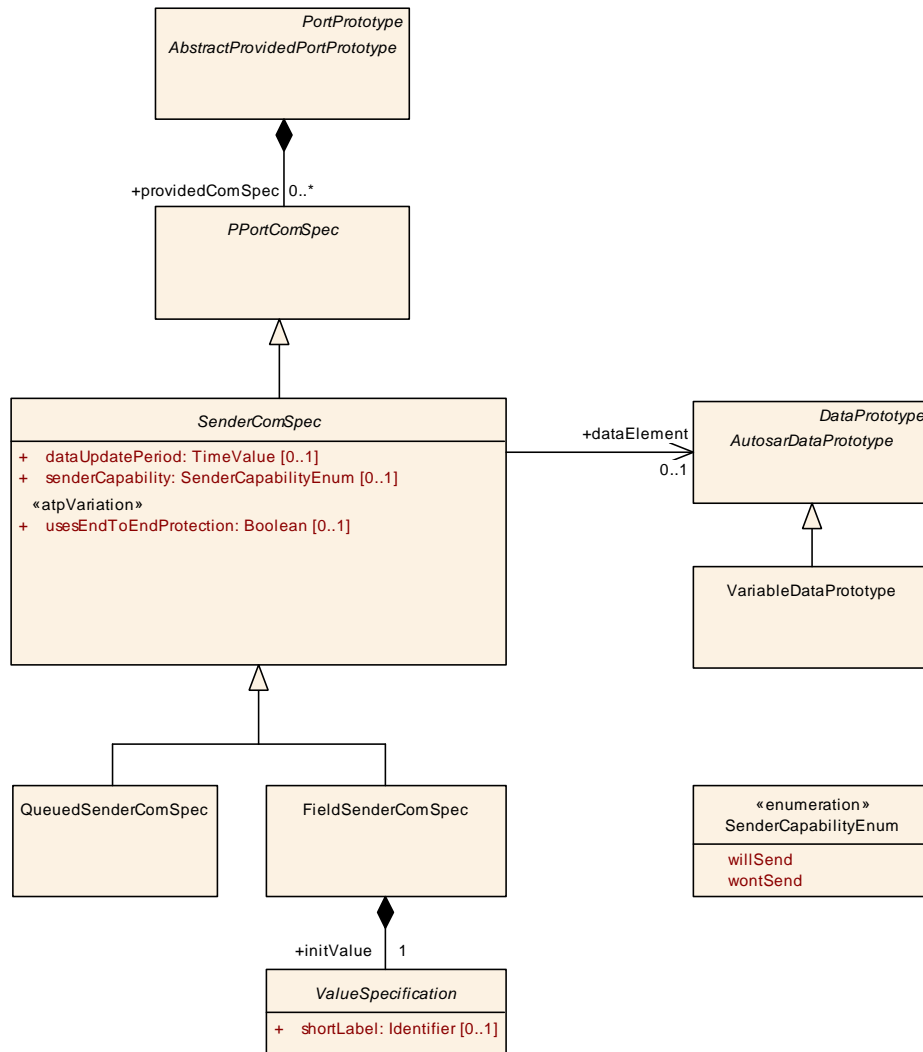 PortPrototype
AbstractProvidedPortPrototype
+providedComSpec 0..*
PPortComSpec
SenderComSpec
+ dataUpdatePeriod: TimeValue [0..1]
+ senderCapability: SenderCapabilityEnum [0..1]
«atpVariation»
+ usesEndToEndProtection: Boolean [0..1]
+dataElement
0..1
DataPrototype
AutosarDataPrototype
VariableDataPrototype
QueuedSenderComSpec
FieldSenderComSpec
«enumeration»
SenderCapabilityEnum
willSend
wontSend
+initValue 1
ValueSpecification
+ shortLabel: Identifier [0..1]